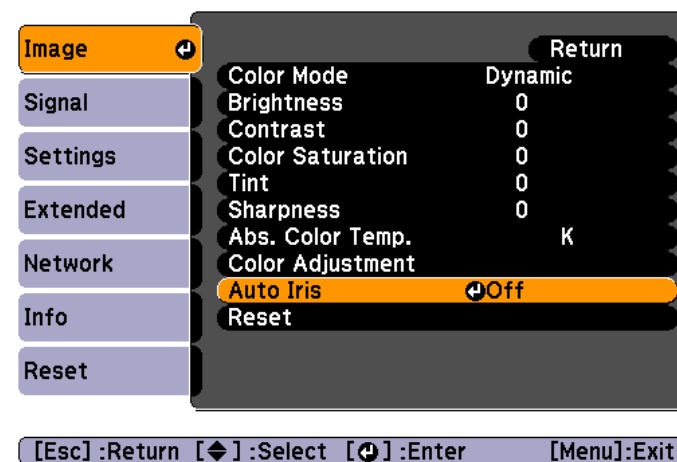 Image
Signal
Settings
Extended
Network
Info
Reset
Return
Color Mode Dynamic
Brightness 0
Contrast 0
Color Saturation 0
Tint 0
Sharpness 0
Abs. Color Temp. K
Color Adjustment
Auto Iris Off
Reset
[Esc] :Return [◆] :Select [⏎] :Enter [Menu]:Exit